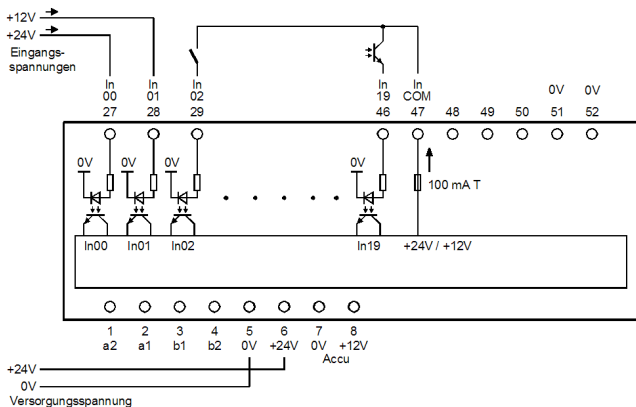 +12V
+24V
Eingangs-
spannungen
In In In In In
00 01 02 19 COM 0V 0V
27 28 29 46 47 48 49 50 51 52
0V 0V 0V 0V
100 mA T
In00 In01 In02 In19 +24V / +12V
1 2 3 4 5 6 7 8
a2 a1 b1 b2 0V +24V 0V +12V
Accu
+24V
0V
Versorgungsspannung